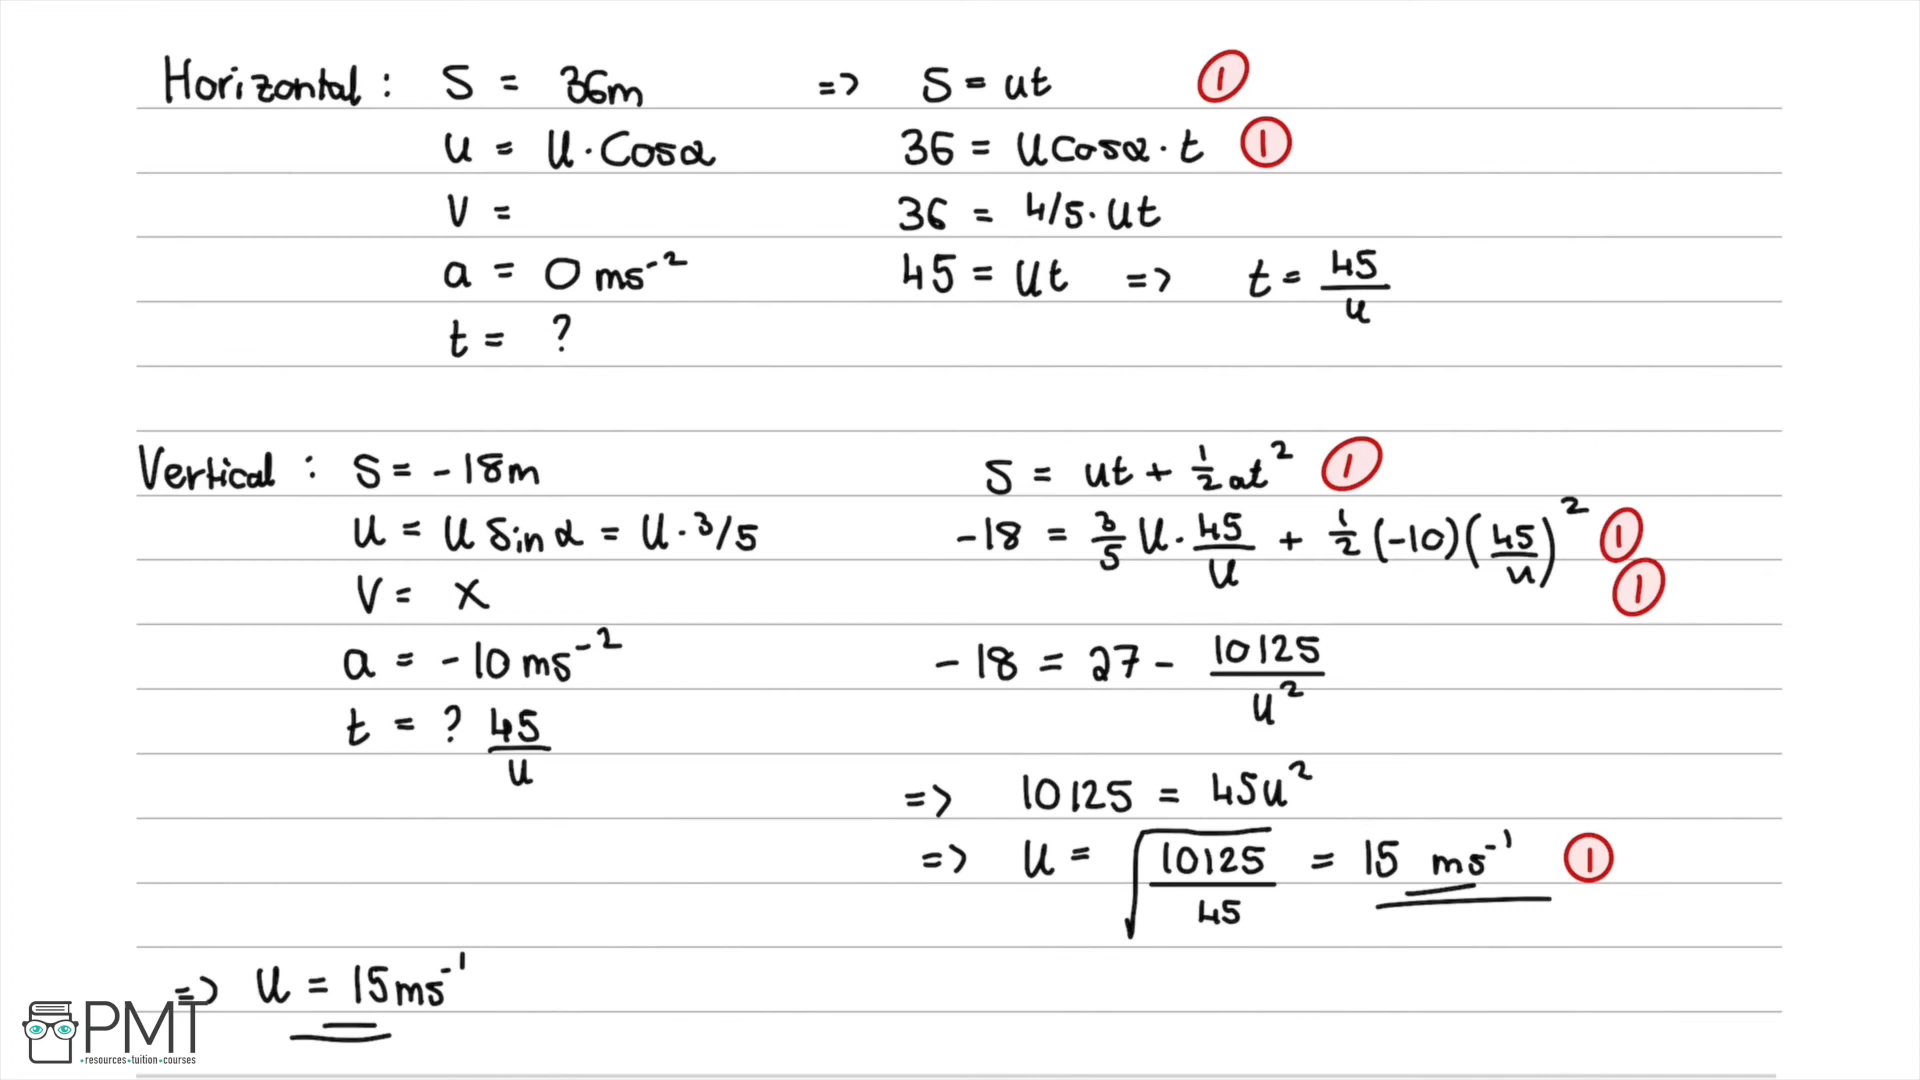 Horizontal : S = 36m => S = ut 1
u = U · Cosα 36 = UCosα · t 1
V = 36 = 4/5 · Ut
a = 0 ms⁻² 45 = Ut => t = 45/U
t = ?
Vertical : S = -18m S = ut + ½at² 1
u = U Sin α = U · 3/5 -18 = 3/5 U · 45/U + ½ (-10)(45/U)² 1
V = X 1
a = -10 ms⁻² -18 = 27 - 10125/U²
t = ? 45/U
=> 10125 = 45U²
=> U = √(10125/45) = 15 ms⁻¹ 1
=> U = 15ms⁻¹
PMT
•resources•tuition•courses